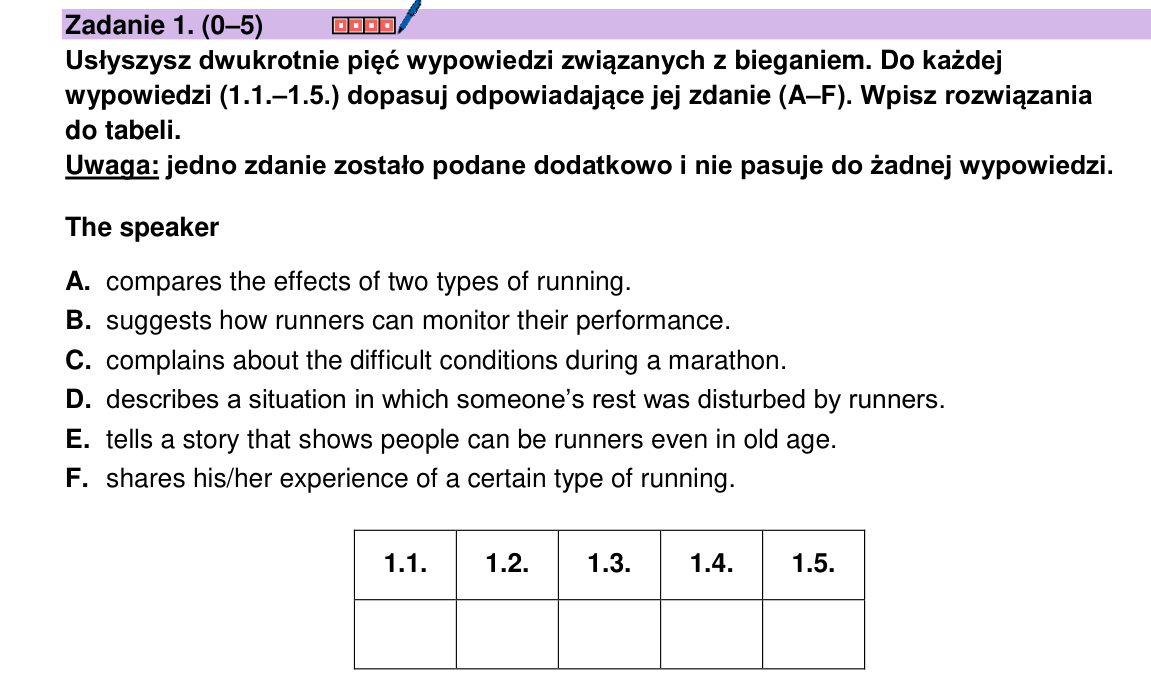 Zadanie 1. (0–5)
Usłyszysz dwukrotnie pięć wypowiedzi związanych z bieganiem. Do każdej
wypowiedzi (1.1.–1.5.) dopasuj odpowiadające jej zdanie (A–F). Wpisz rozwiązania
do tabeli.
Uwaga: jedno zdanie zostało podane dodatkowo i nie pasuje do żadnej wypowiedzi.
The speaker
A. compares the effects of two types of running.
B. suggests how runners can monitor their performance.
C. complains about the difficult conditions during a marathon.
D. describes a situation in which someone’s rest was disturbed by runners.
E. tells a story that shows people can be runners even in old age.
F. shares his/her experience of a certain type of running.
1.1. 1.2. 1.3. 1.4. 1.5.